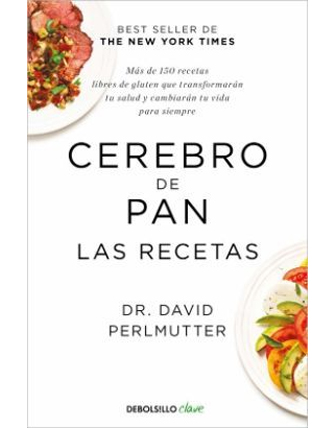 BEST SELLER DE
THE NEW YORK TIMES
Más de 150 recetas
libres de gluten que transformarán
tu salud y cambiarán tu vida
para siempre
CEREBRO
DE
PAN
LAS RECETAS
DR. DAVID
PERLMUTTER
DEBOLSILLO clave